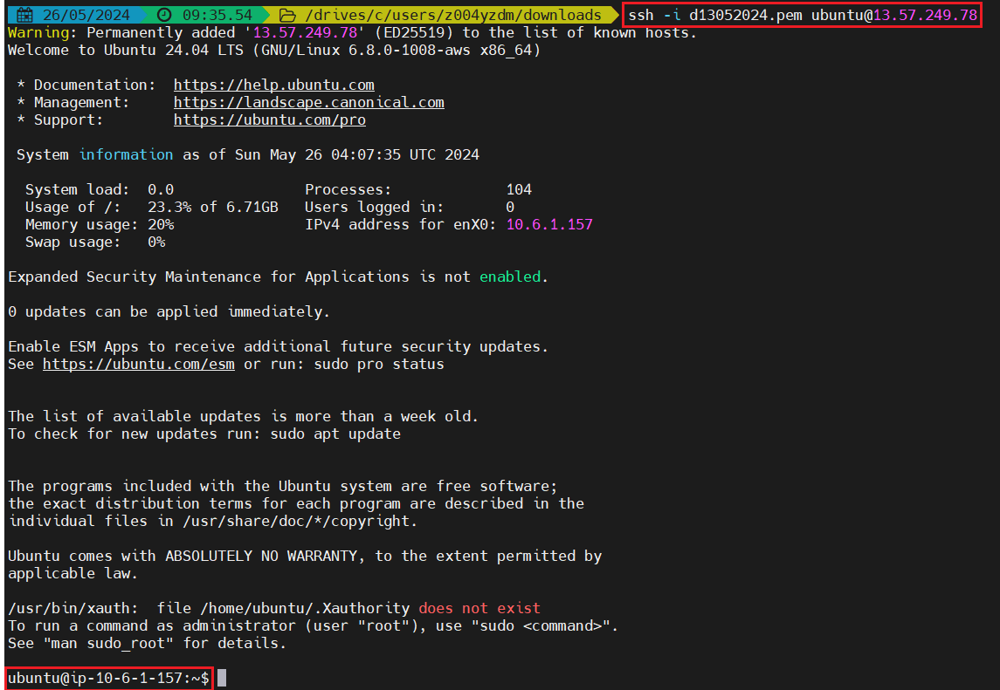 26/05/2024 09:35.54 /drives/c/users/z004yzdm/downloads ssh -i d13052024.pem ubuntu@13.57.249.78
Warning: Permanently added '13.57.249.78' (ED25519) to the list of known hosts.
Welcome to Ubuntu 24.04 LTS (GNU/Linux 6.8.0-1008-aws x86_64)
* Documentation: https://help.ubuntu.com
* Management: https://landscape.canonical.com
* Support: https://ubuntu.com/pro
System information as of Sun May 26 04:07:35 UTC 2024
System load: 0.0 Processes: 104
Usage of /: 23.3% of 6.71GB Users logged in: 0
Memory usage: 20% IPv4 address for enX0: 10.6.1.157
Swap usage: 0%
Expanded Security Maintenance for Applications is not enabled.
0 updates can be applied immediately.
Enable ESM Apps to receive additional future security updates.
See https://ubuntu.com/esm or run: sudo pro status
The list of available updates is more than a week old.
To check for new updates run: sudo apt update
The programs included with the Ubuntu system are free software;
the exact distribution terms for each program are described in the
individual files in /usr/share/doc/*/copyright.
Ubuntu comes with ABSOLUTELY NO WARRANTY, to the extent permitted by
applicable law.
/usr/bin/xauth:  file /home/ubuntu/.Xauthority does not exist
To run a command as administrator (user "root"), use "sudo <command>".
See "man sudo_root" for details.
ubuntu@ip-10-6-1-157:~$